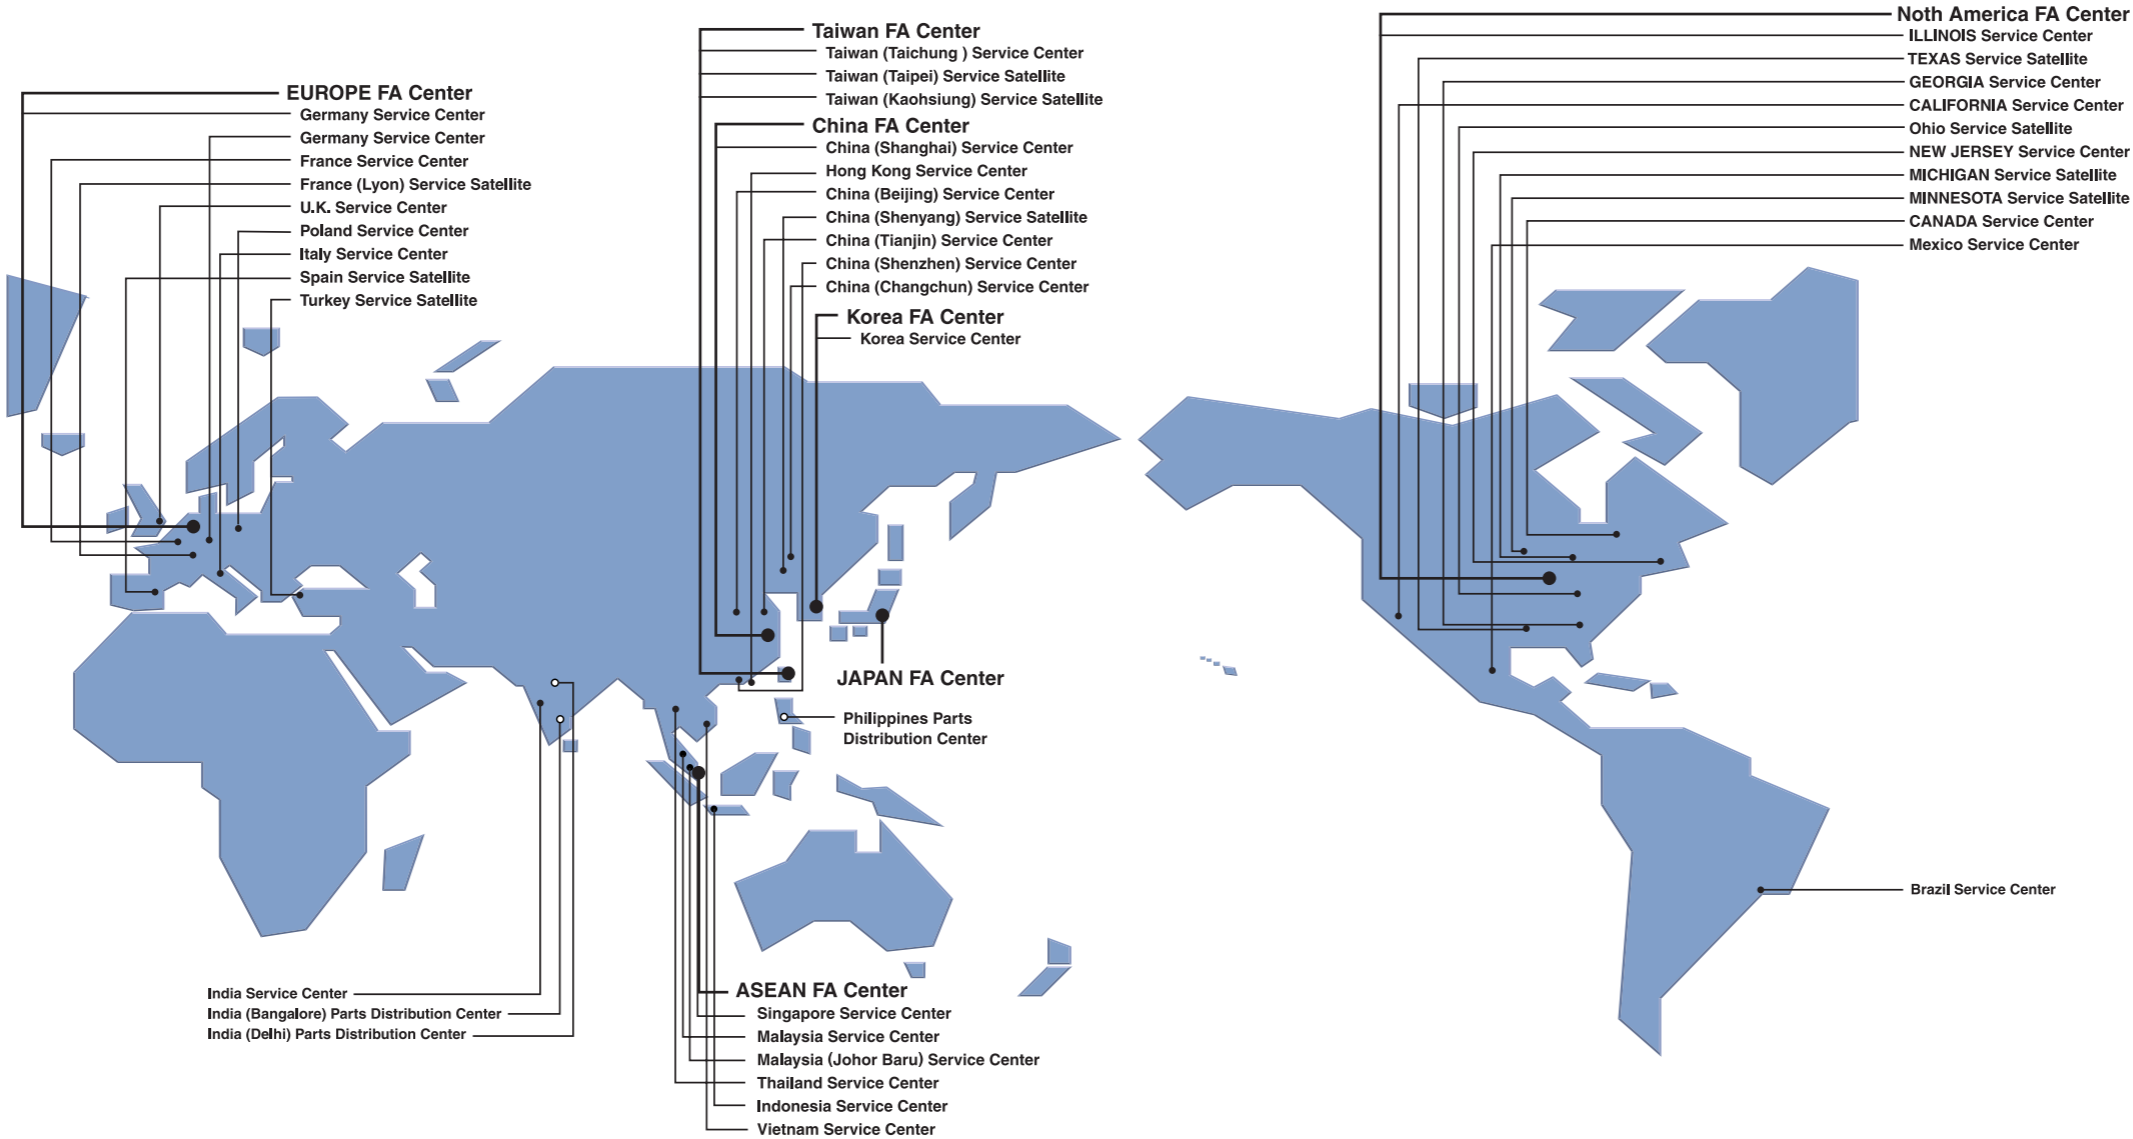 EUROPE FA Center
Germany Service Center
Germany Service Center
France Service Center
France (Lyon) Service Satellite
U.K. Service Center
Poland Service Center
Italy Service Center
Spain Service Satellite
Turkey Service Satellite
Taiwan FA Center
Taiwan (Taichung ) Service Center
Taiwan (Taipei) Service Satellite
Taiwan (Kaohsiung) Service Satellite
China FA Center
China (Shanghai) Service Center
Hong Kong Service Center
China (Beijing) Service Center
China (Shenyang) Service Satellite
China (Tianjin) Service Center
China (Shenzhen) Service Center
China (Changchun) Service Center
Korea FA Center
Korea Service Center
Noth America FA Center
ILLINOIS Service Center
TEXAS Service Satellite
GEORGIA Service Center
CALIFORNIA Service Center
Ohio Service Satellite
NEW JERSEY Service Center
MICHIGAN Service Satellite
MINNESOTA Service Satellite
CANADA Service Center
Mexico Service Center
JAPAN FA Center
Philippines Parts
Distribution Center
Brazil Service Center
India Service Center
India (Bangalore) Parts Distribution Center
India (Delhi) Parts Distribution Center
ASEAN FA Center
Singapore Service Center
Malaysia Service Center
Malaysia (Johor Baru) Service Center
Thailand Service Center
Indonesia Service Center
Vietnam Service Center